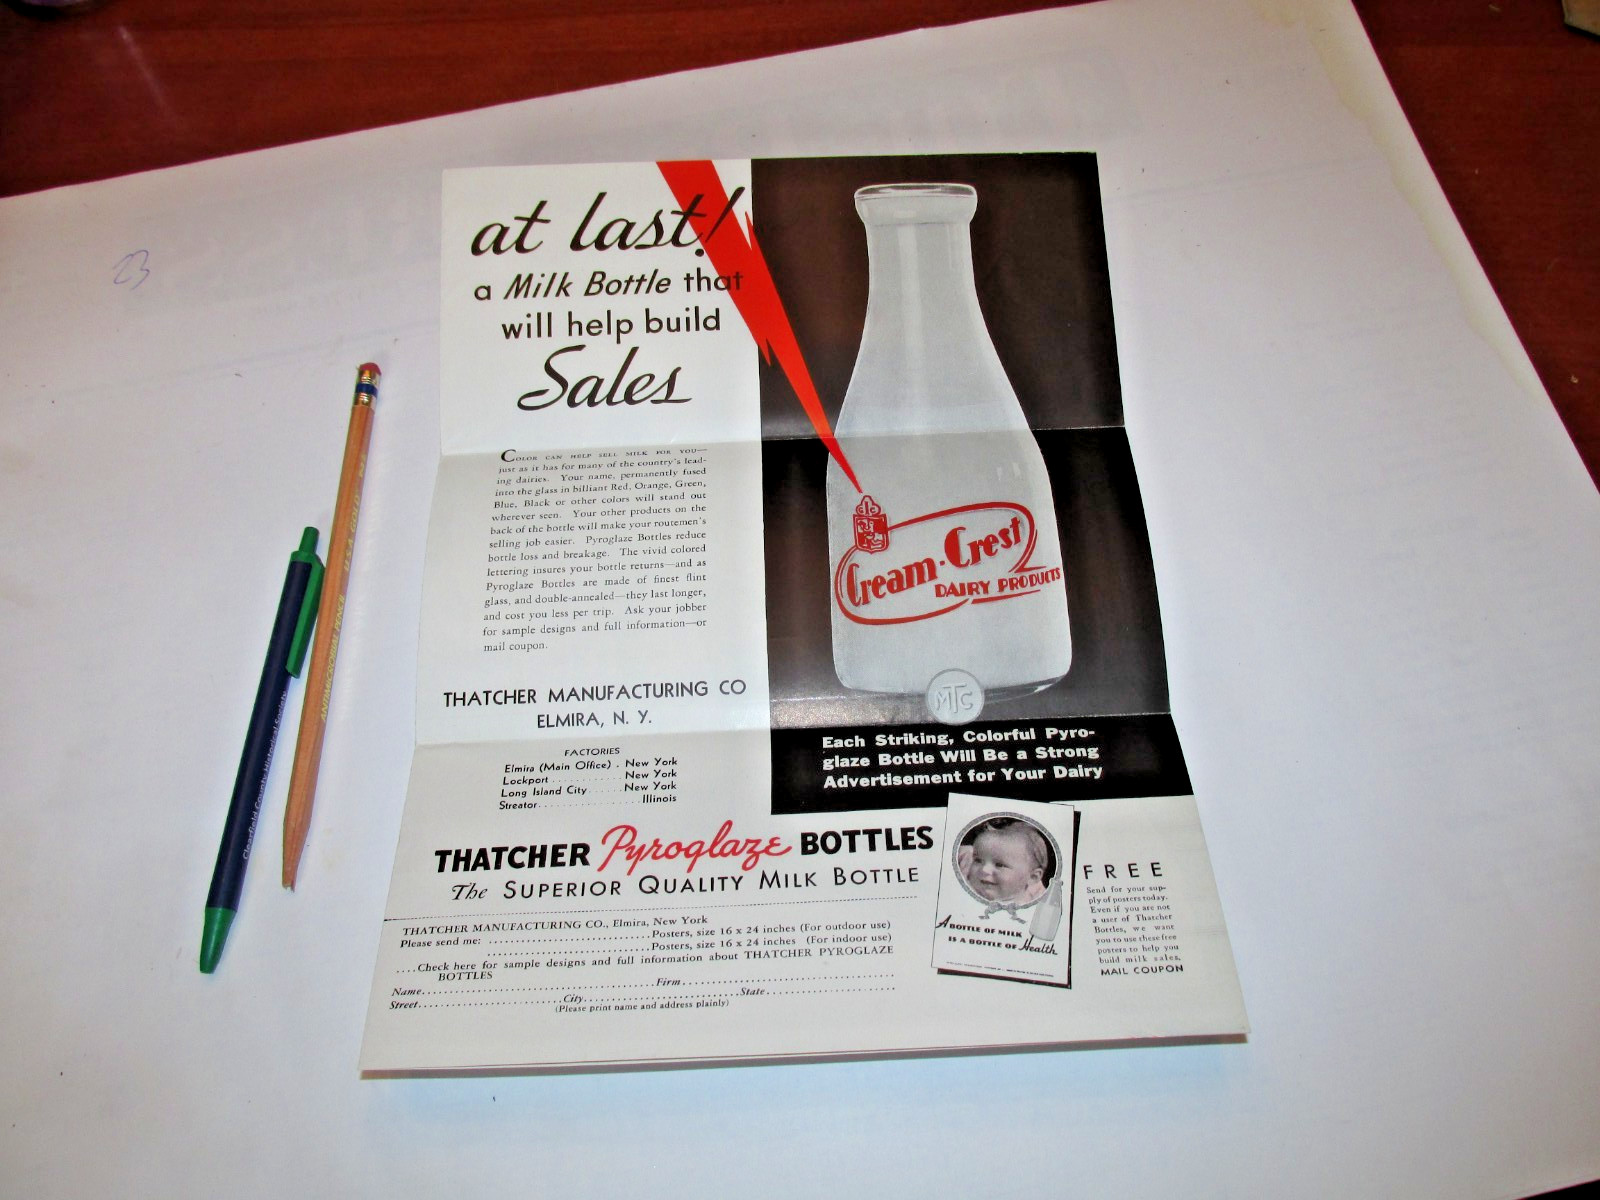 23
at last!
a Milk Bottle that
will help build
Sales
COLOR CAN HELP SELL MILK FOR YOU—
just as it has for many of the country's lead-
ing dairies. Your name, permanently fused
into the glass in billiant Red, Orange, Green,
Blue, Black or other colors will stand out
wherever seen. Your other products on the
back of the bottle will make your routemen's
selling job easier. Pyroglaze Bottles reduce
bottle loss and breakage. The vivid colored
lettering insures your bottle returns—and as
Pyroglaze Bottles are made of finest flint
glass, and double-annealed—they last longer,
and cost you less per trip. Ask your jobber
for sample designs and full information—or
mail coupon.
THATCHER MANUFACTURING CO
ELMIRA, N. Y.
FACTORIES
Elmira (Main Office) . New York
Lockport ............ New York
Long Island City ...... New York
Streator .................. Illinois
Cream-Crest
DAIRY PRODUCTS
MTC
Each Striking, Colorful Pyro-
glaze Bottle Will Be a Strong
Advertisement for Your Dairy
THATCHER Pyroglaze BOTTLES
The SUPERIOR QUALITY MILK BOTTLE
THATCHER MANUFACTURING CO., Elmira, New York
Please send me: ..............................Posters, size 16 x 24 inches (For outdoor use)
..............................Posters, size 16 x 24 inches (For indoor use)
....Check here for sample designs and full information about THATCHER PYROGLAZE
BOTTLES
Name..............................Firm..............................
Street..............................City..............................State..............................
(Please print name and address plainly)
A BOTTLE OF MILK
IS A BOTTLE OF Health
FREE
Send for your sup-
ply of posters today.
Even if you are not
a user of Thatcher
Bottles, we want
you to use these free
posters to help you
build milk sales.
MAIL COUPON
Clearfield County Historical Society
ANTIMICROBIAL PENCIL U.S.A. GOLD